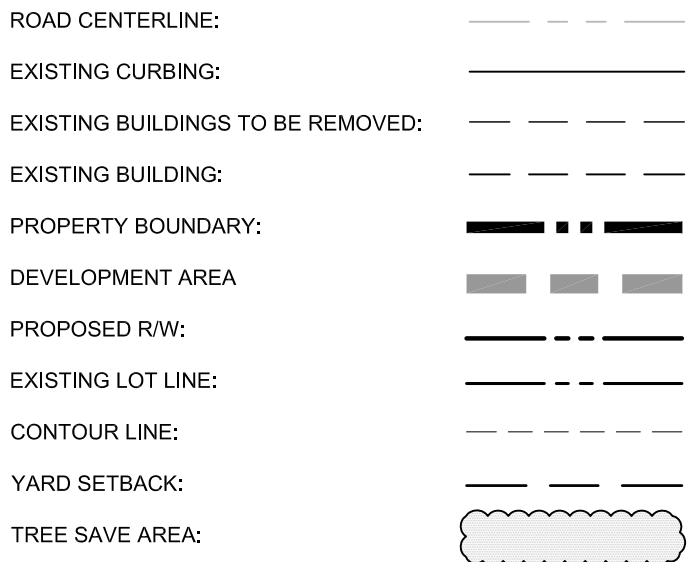 ROAD CENTERLINE:
EXISTING CURBING:
EXISTING BUILDINGS TO BE REMOVED:
EXISTING BUILDING:
PROPERTY BOUNDARY:
DEVELOPMENT AREA
PROPOSED R/W:
EXISTING LOT LINE:
CONTOUR LINE:
YARD SETBACK:
TREE SAVE AREA: